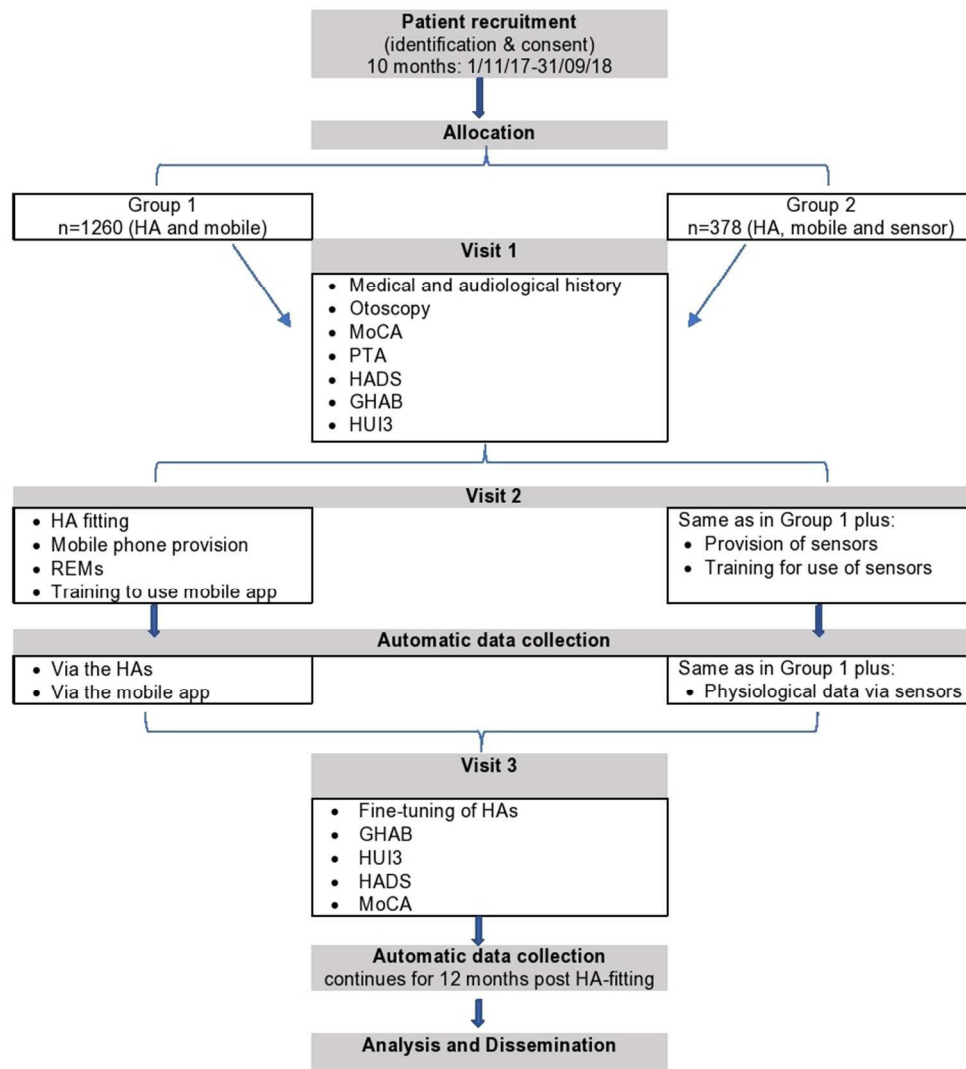 Patient recruitment
(identification & consent)
10 months: 1/11/17-31/09/18
Allocation
Group 1
n=1260 (HA and mobile)
Group 2
n=378 (HA, mobile and sensor)
Visit 1
• Medical and audiological history
• Otoscopy
• MoCA
• PTA
• HADS
• GHAB
• HUI3
Visit 2
• HA fitting
• Mobile phone provision
• REMs
• Training to use mobile app
Same as in Group 1 plus:
• Provision of sensors
• Training for use of sensors
Automatic data collection
• Via the HAs
• Via the mobile app
Same as in Group 1 plus:
• Physiological data via sensors
Visit 3
• Fine-tuning of HAs
• GHAB
• HUI3
• HADS
• MoCA
Automatic data collection
continues for 12 months post HA-fitting
Analysis and Dissemination